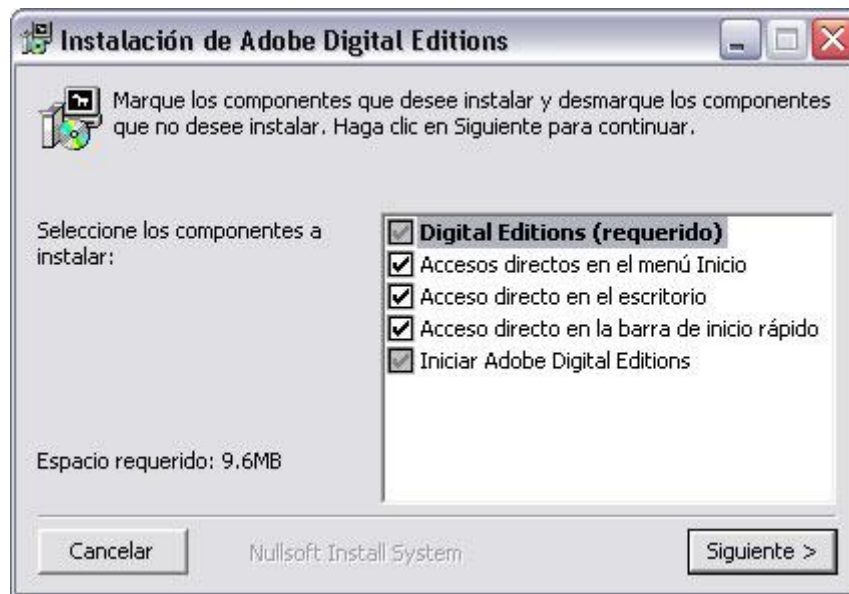 Instalación de Adobe Digital Editions
Marque los componentes que desee instalar y desmarque los componentes
que no desee instalar. Haga clic en Siguiente para continuar.
Seleccione los componentes a
instalar:
Digital Editions (requerido)
Accesos directos en el menú Inicio
Acceso directo en el escritorio
Acceso directo en la barra de inicio rápido
Iniciar Adobe Digital Editions
Espacio requerido: 9.6MB
Cancelar
Nullsoft Install System
Siguiente >